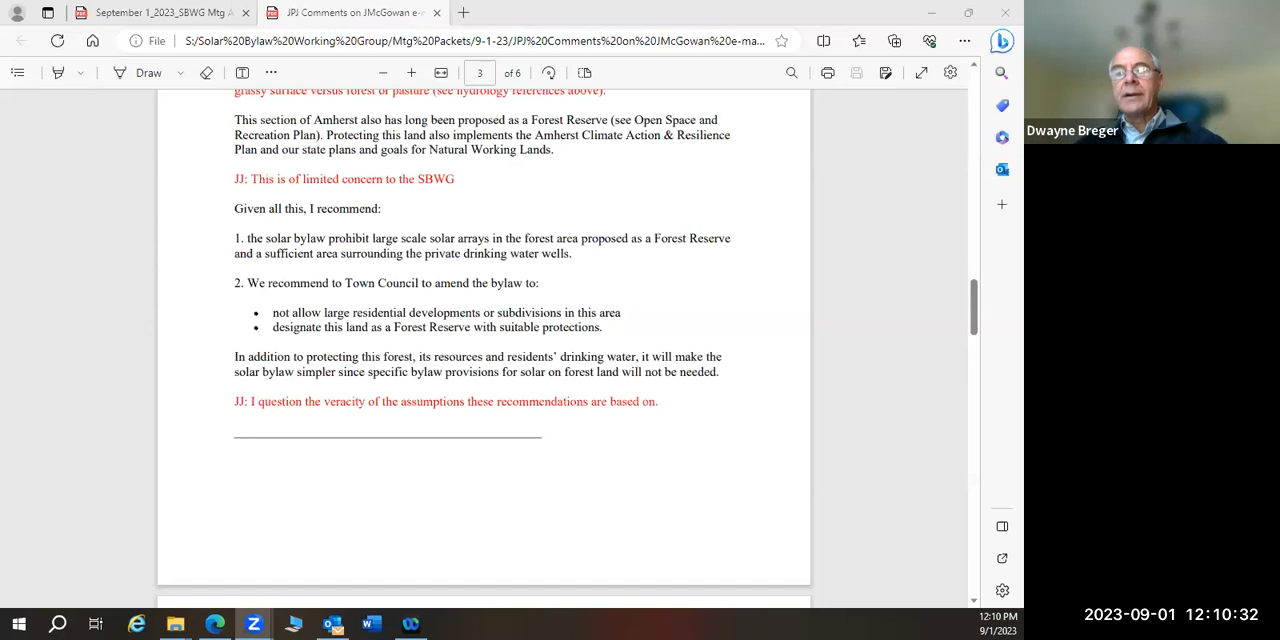 September 1_2023_SBWG Mtg A
JPJ Comments on JMcGowan e-m
File
S:/Solar%20Bylaw%20Working%20Group/Mtg%20Packets/9-1-23/JPJ%20Comments%20on%20JMcGowan%20e-ma...
Draw
3
of 6
grassy surface versus forest or pasture (see hydrology references above).
This section of Amherst also has long been proposed as a Forest Reserve (see Open Space and
Recreation Plan). Protecting this land also implements the Amherst Climate Action & Resilience
Plan and our state plans and goals for Natural Working Lands.
JJ: This is of limited concern to the SBWG
Given all this, I recommend:
1. the solar bylaw prohibit large scale solar arrays in the forest area proposed as a Forest Reserve
and a sufficient area surrounding the private drinking water wells.
2. We recommend to Town Council to amend the bylaw to:
• not allow large residential developments or subdivisions in this area
• designate this land as a Forest Reserve with suitable protections.
In addition to protecting this forest, its resources and residents' drinking water, it will make the
solar bylaw simpler since specific bylaw provisions for solar on forest land will not be needed.
JJ: I question the veracity of the assumptions these recommendations are based on.
Dwayne Breger
12:10 PM
9/1/2023
2023-09-01 12:10:32